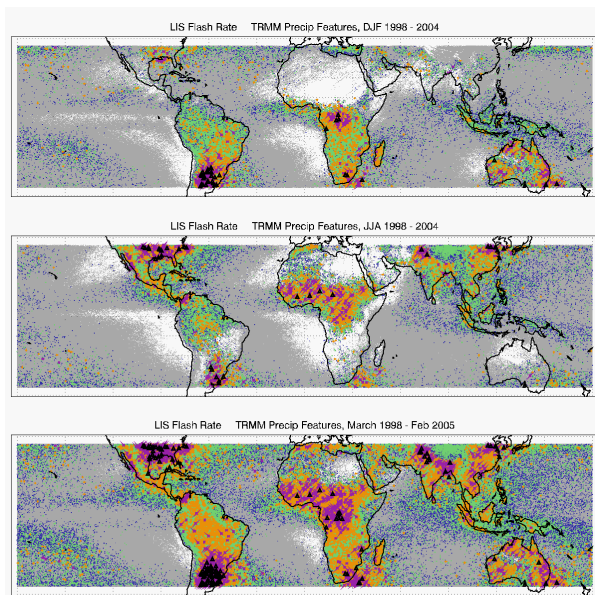 LIS Flash Rate TRMM Precip Features, DJF 1998 - 2004
LIS Flash Rate TRMM Precip Features, JJA 1998 - 2004
LIS Flash Rate TRMM Precip Features, March 1998 - Feb 2005